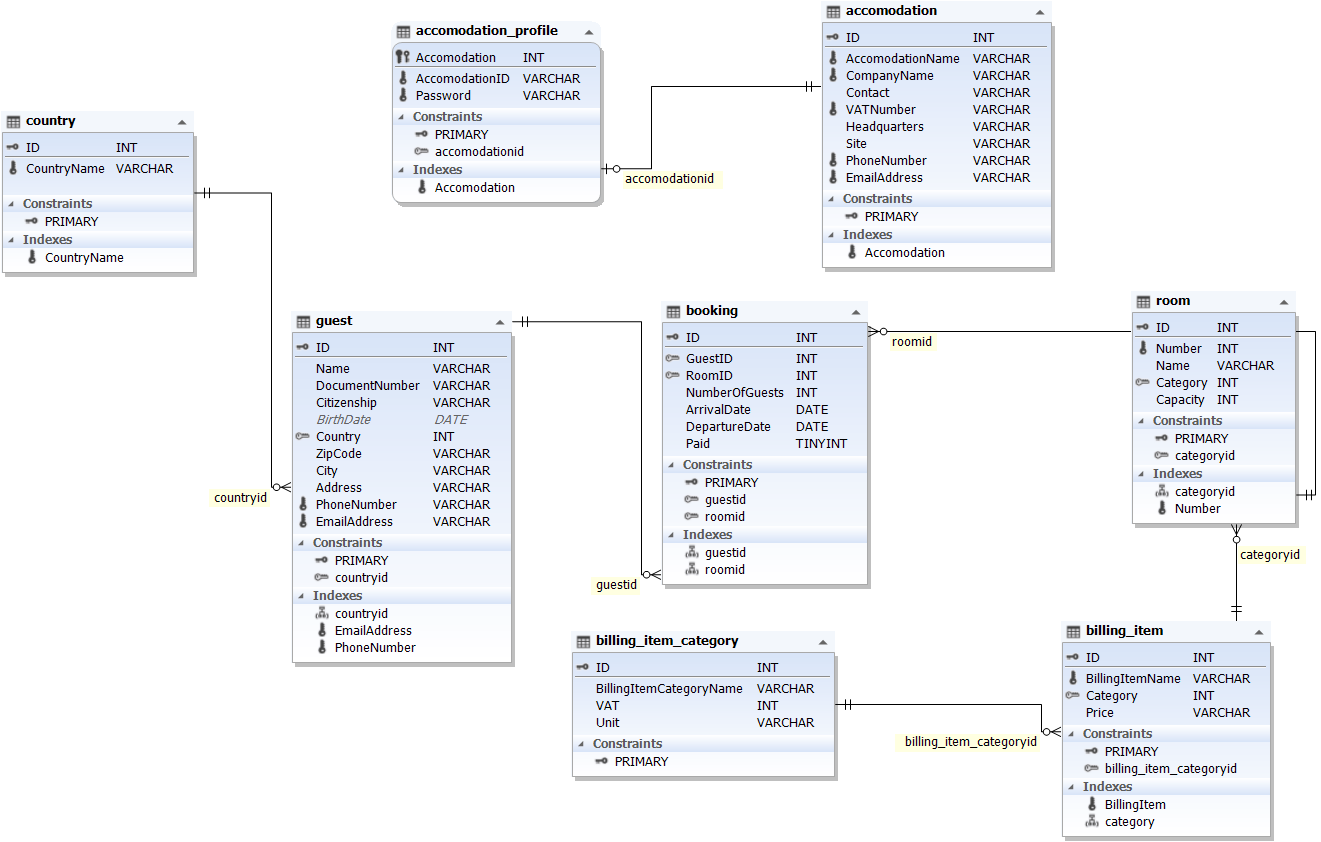 accomodation_profile
Accomodation INT
AccomodationID VARCHAR
Password VARCHAR
Constraints
PRIMARY
accomodationid
Indexes
Accomodation
accomodation
ID INT
AccomodationName VARCHAR
CompanyName VARCHAR
Contact VARCHAR
VATNumber VARCHAR
Headquarters VARCHAR
Site VARCHAR
PhoneNumber VARCHAR
EmailAddress VARCHAR
Constraints
PRIMARY
Indexes
Accomodation
accomodationid
country
ID INT
CountryName VARCHAR
Constraints
PRIMARY
Indexes
CountryName
countryid
guest
ID INT
Name VARCHAR
DocumentNumber VARCHAR
Citizenship VARCHAR
BirthDate DATE
Country INT
ZipCode VARCHAR
City VARCHAR
Address VARCHAR
PhoneNumber VARCHAR
EmailAddress VARCHAR
Constraints
PRIMARY
countryid
Indexes
countryid
EmailAddress
PhoneNumber
guestid
booking
ID INT
GuestID INT
RoomID INT
NumberOfGuests INT
ArrivalDate DATE
DepartureDate DATE
Paid TINYINT
Constraints
PRIMARY
guestid
roomid
Indexes
guestid
roomid
roomid
room
ID INT
Number INT
Name VARCHAR
Category INT
Capacity INT
Constraints
PRIMARY
categoryid
Indexes
categoryid
Number
categoryid
billing_item_category
ID INT
BillingItemCategoryName VARCHAR
VAT INT
Unit VARCHAR
Constraints
PRIMARY
billing_item_categoryid
billing_item
ID INT
BillingItemName VARCHAR
Category INT
Price VARCHAR
Constraints
PRIMARY
billing_item_categoryid
Indexes
BillingItem
category